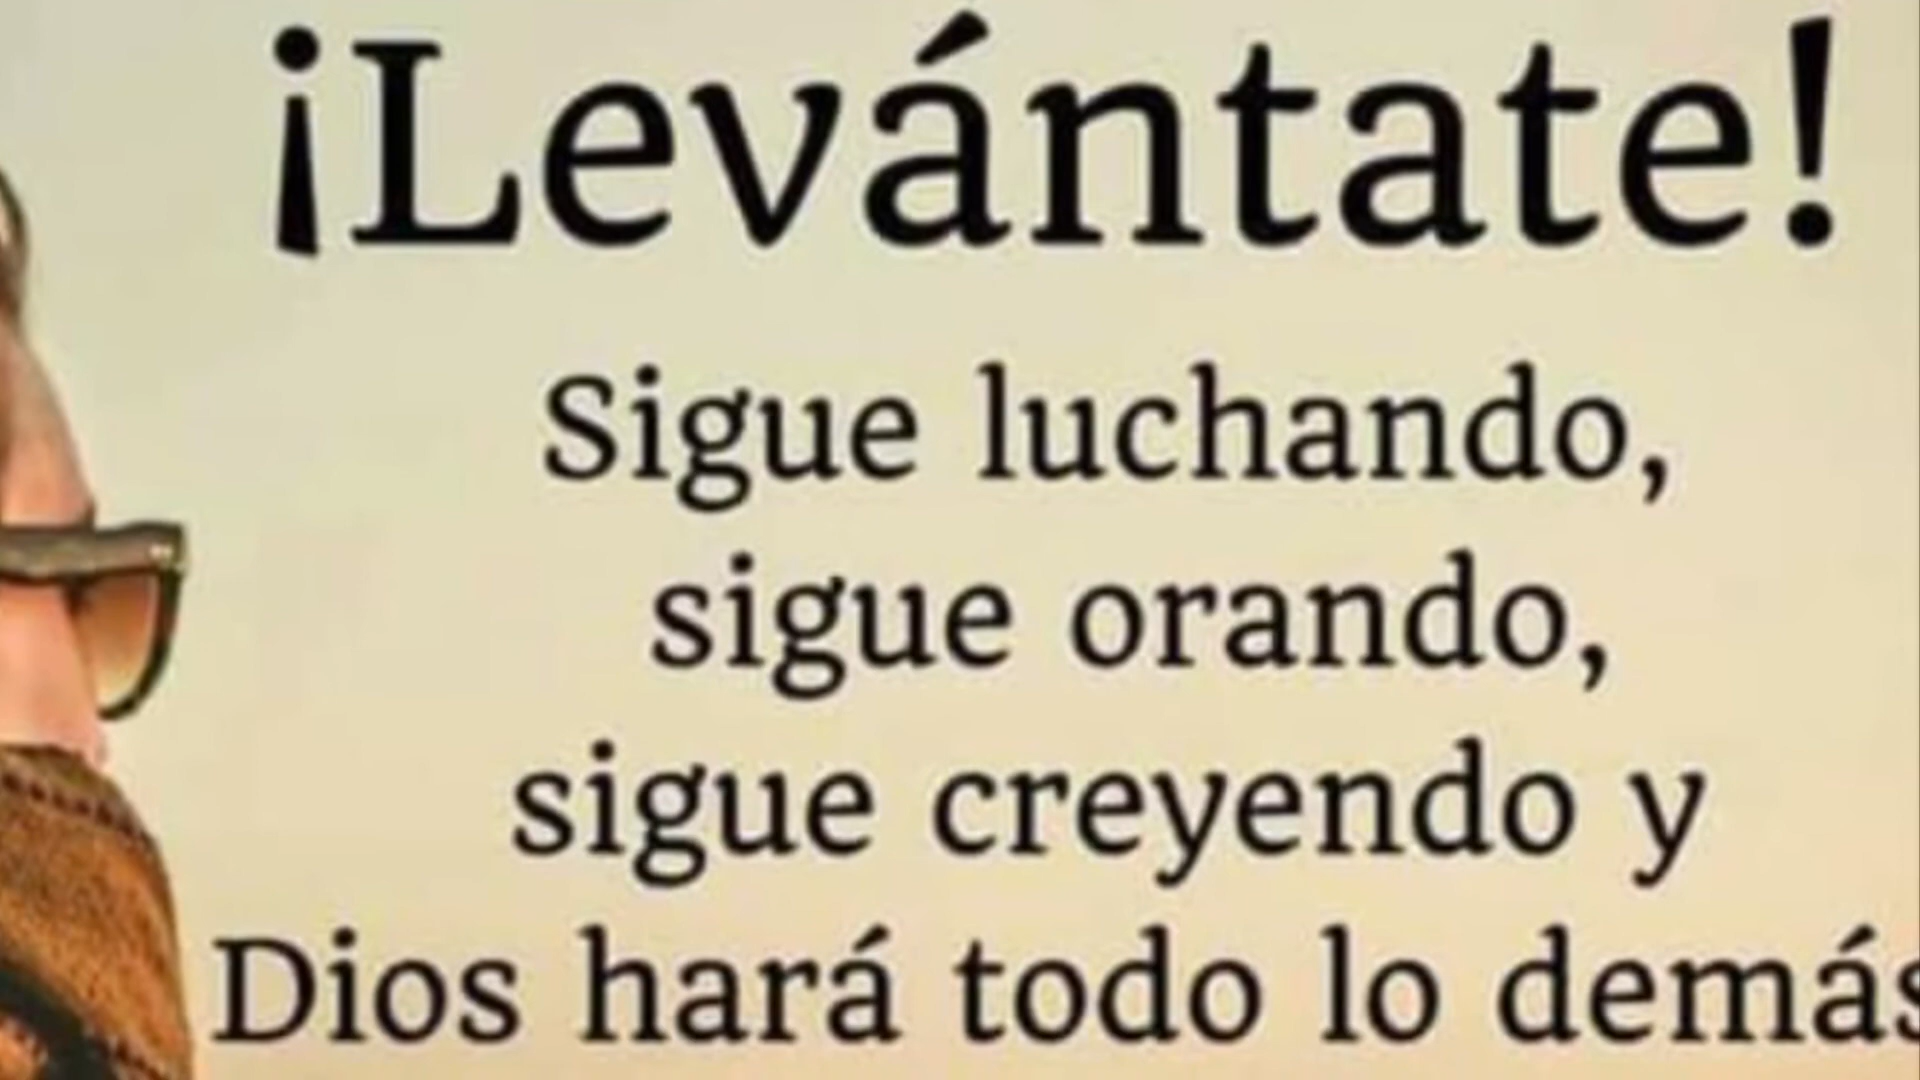 ¡Levántate!
Sigue luchando,
sigue orando,
sigue creyendo y
Dios hará todo lo demás